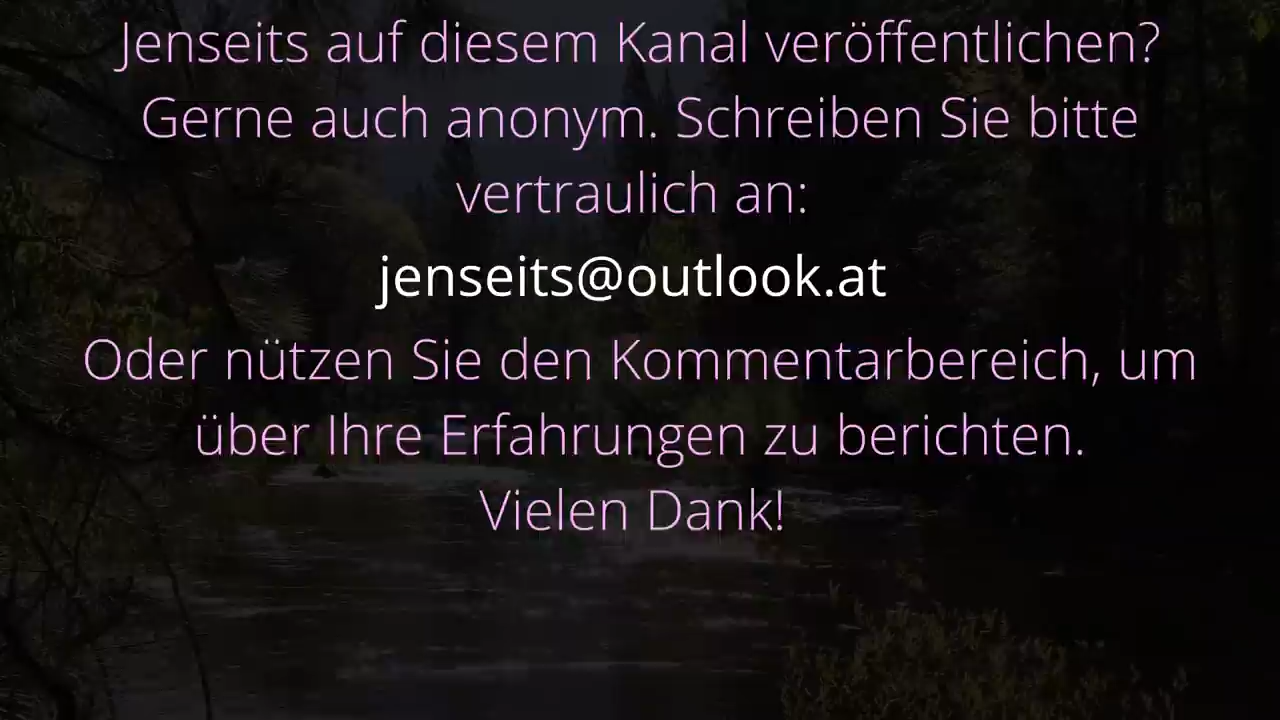 Jenseits auf diesem Kanal veröffentlichen?
Gerne auch anonym. Schreiben Sie bitte
vertraulich an:
jenseits@outlook.at
Oder nützen Sie den Kommentarbereich, um
über Ihre Erfahrungen zu berichten.
Vielen Dank!